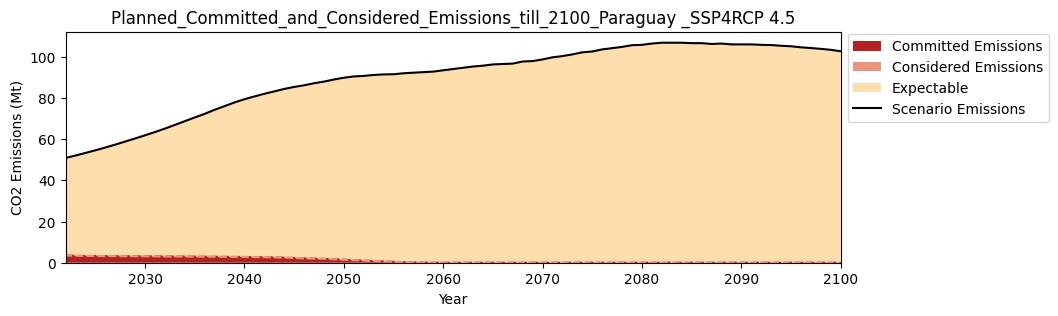 Planned_Committed_and_Considered_Emissions_till_2100_Paraguay _SSP4RCP 4.5
CO2 Emissions (Mt)
100
80
60
40
20
0
2030 2040 2050 2060 2070 2080 2090 2100
Year
Committed Emissions
Considered Emissions
Expectable
Scenario Emissions